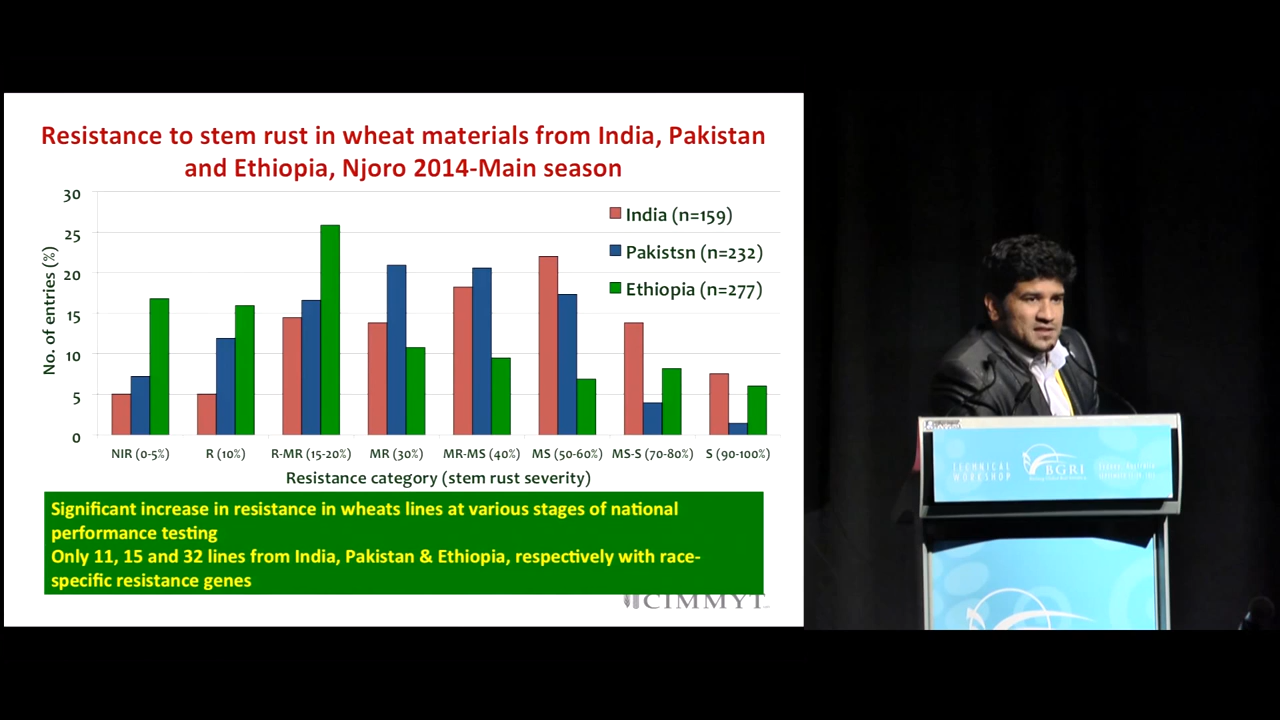 Resistance to stem rust in wheat materials from India, Pakistan
and Ethiopia, Njoro 2014-Main season
No. of entries (%)
30
25
20
15
10
5
0
India (n=159)
Pakistsn (n=232)
Ethiopia (n=277)
NIR (0-5%) R (10%) R-MR (15-20%) MR (30%) MR-MS (40%) MS (50-60%) MS-S (70-80%) S (90-100%)
Resistance category (stem rust severity)
Significant increase in resistance in wheats lines at various stages of national
performance testing
Only 11, 15 and 32 lines from India, Pakistan & Ethiopia, respectively with race-
specific resistance genes
CIMMYT
TECHNICAL
WORKSHOP
BGRI